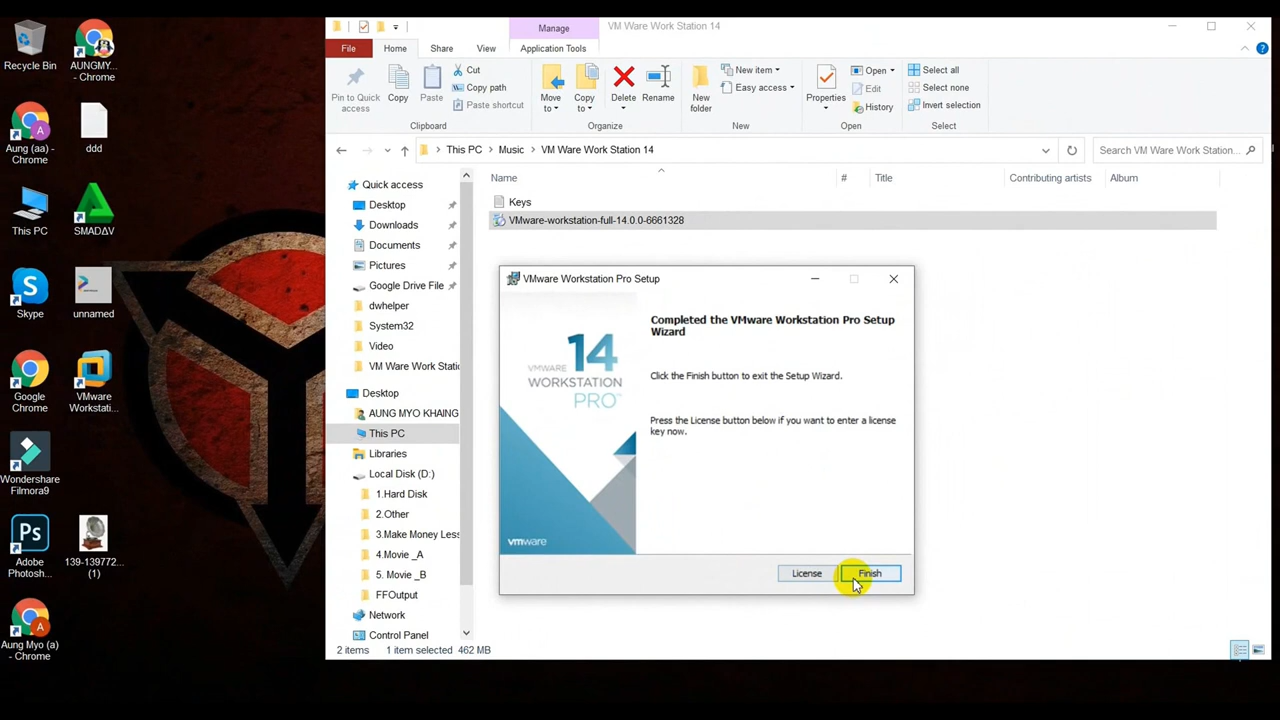 Recycle Bin
AUNGMY...
- Chrome
Aung (aa) -
Chrome
ddd
This PC
SMADΔV
Skype
unnamed
Google
Chrome
VMware
Workstati...
Wondershare
Filmora9
Ps
Adobe
Photosh...
139-139772...
(1)
Aung Myo (a)
- Chrome
Manage
VM Ware Work Station 14
File
Home
Share
View
Application Tools
Pin to Quick
access
Copy
Paste
Cut
Copy path
Paste shortcut
Clipboard
Move
to
Copy
to
Delete
Rename
Organize
New
folder
New item
Easy access
New
Properties
Open
Edit
History
Open
Select all
Select none
Invert selection
Select
This PC > Music > VM Ware Work Station 14
Search VM Ware Work Station...
Quick access
Desktop
Downloads
Documents
Pictures
Google Drive File
dwhelper
System32
Video
VM Ware Work Static
Desktop
AUNG MYO KHAING
This PC
Libraries
Local Disk (D:)
1.Hard Disk
2.Other
3.Make Money Less
4.Movie _A
5. Movie _B
FFOutput
Network
Control Panel
Name
#
Title
Contributing artists
Album
Keys
VMware-workstation-full-14.0.0-6661328
VMware Workstation Pro Setup
14
VMWARE
WORKSTATION
PRO™
vmware
Completed the VMware Workstation Pro Setup
Wizard
Click the Finish button to exit the Setup Wizard.
Press the License button below if you want to enter a license
key now.
License
Finish
2 items
1 item selected 462 MB